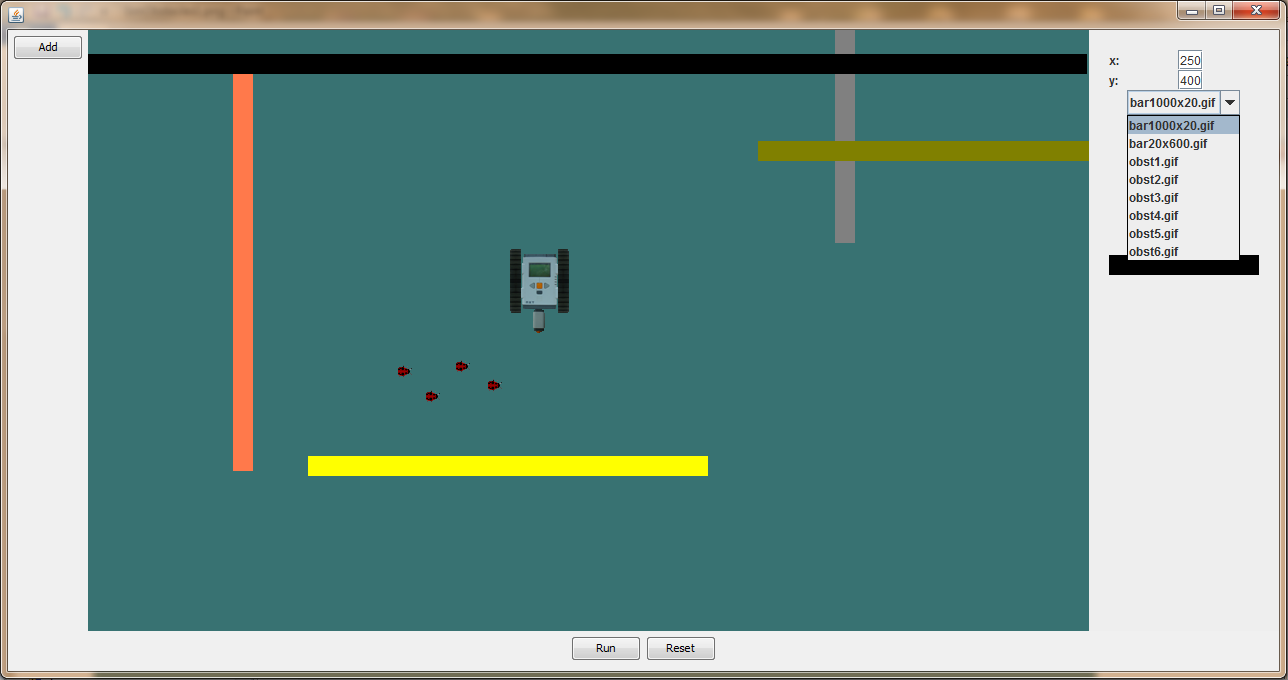 Add
x: 250
y: 400
bar1000x20.gif
bar1000x20.gif
bar20x600.gif
obst1.gif
obst2.gif
obst3.gif
obst4.gif
obst5.gif
obst6.gif
Run Reset